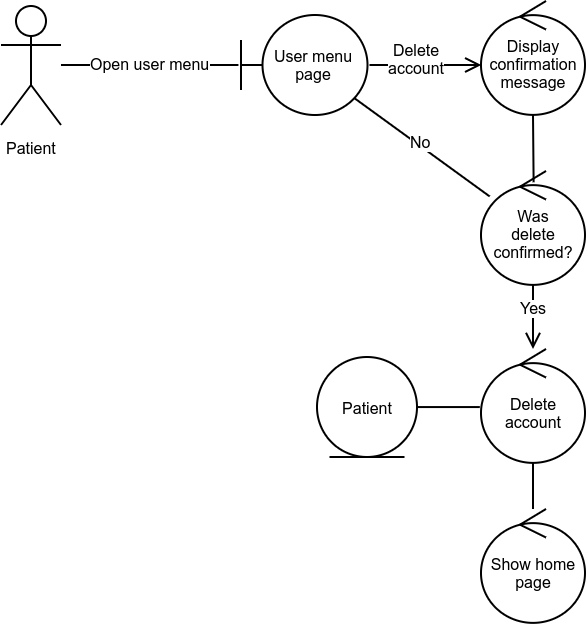 Patient
Open user menu
User menu
page
Delete
account
Display
confirmation
message
No
Was
delete
confirmed?
Yes
Patient
Delete
account
Show home
page